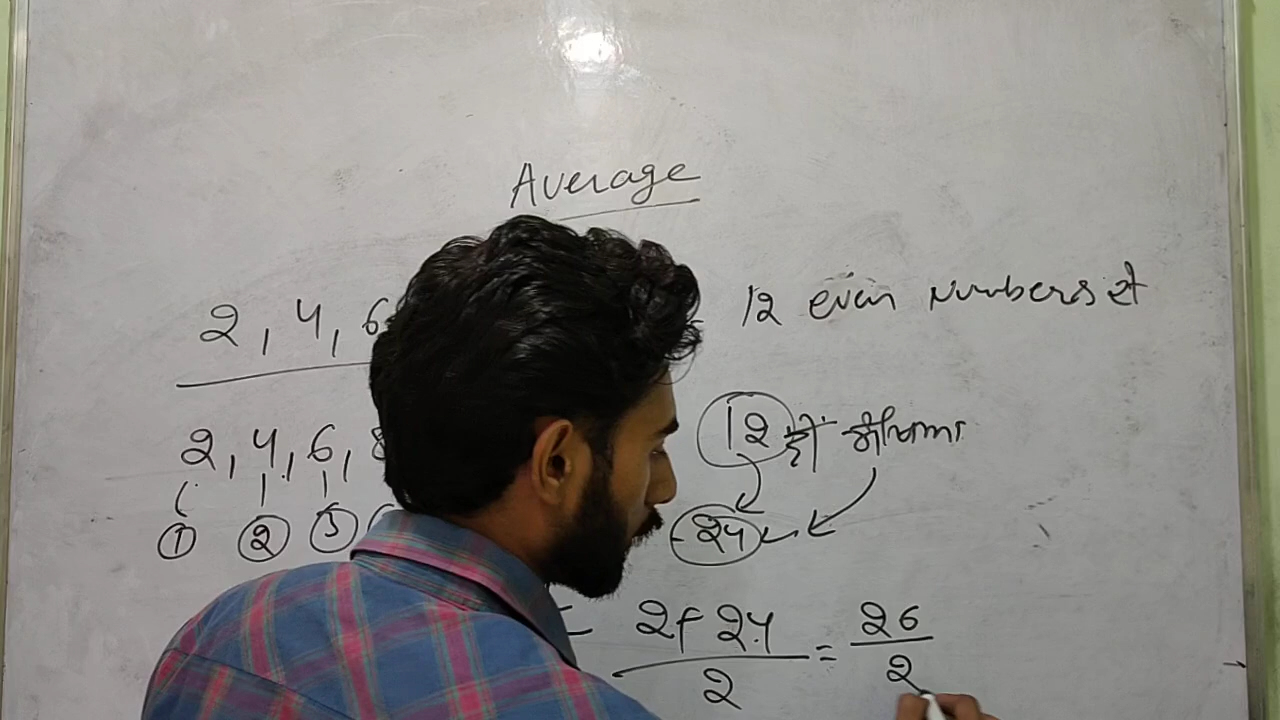 Average
2, 4, 6 12 even numbers से
2, 4, 6, 8 12 से
1 2 3 24
= 2+24/2 = 26/2